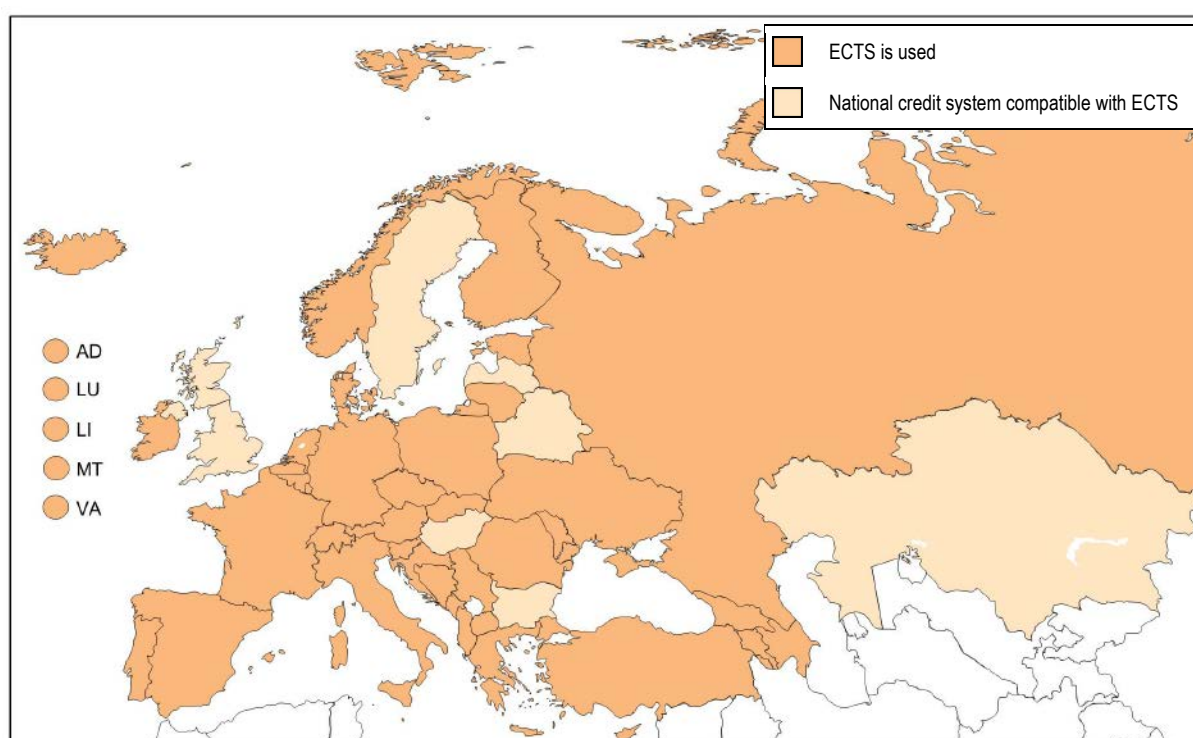 ECTS is used
National credit system compatible with ECTS
AD
LU
LI
MT
VA